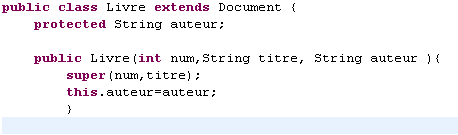 public class Livre extends Document {
protected String auteur;
public Livre(int num,String titre, String auteur ){
super(num,titre);
this.auteur=auteur;
}